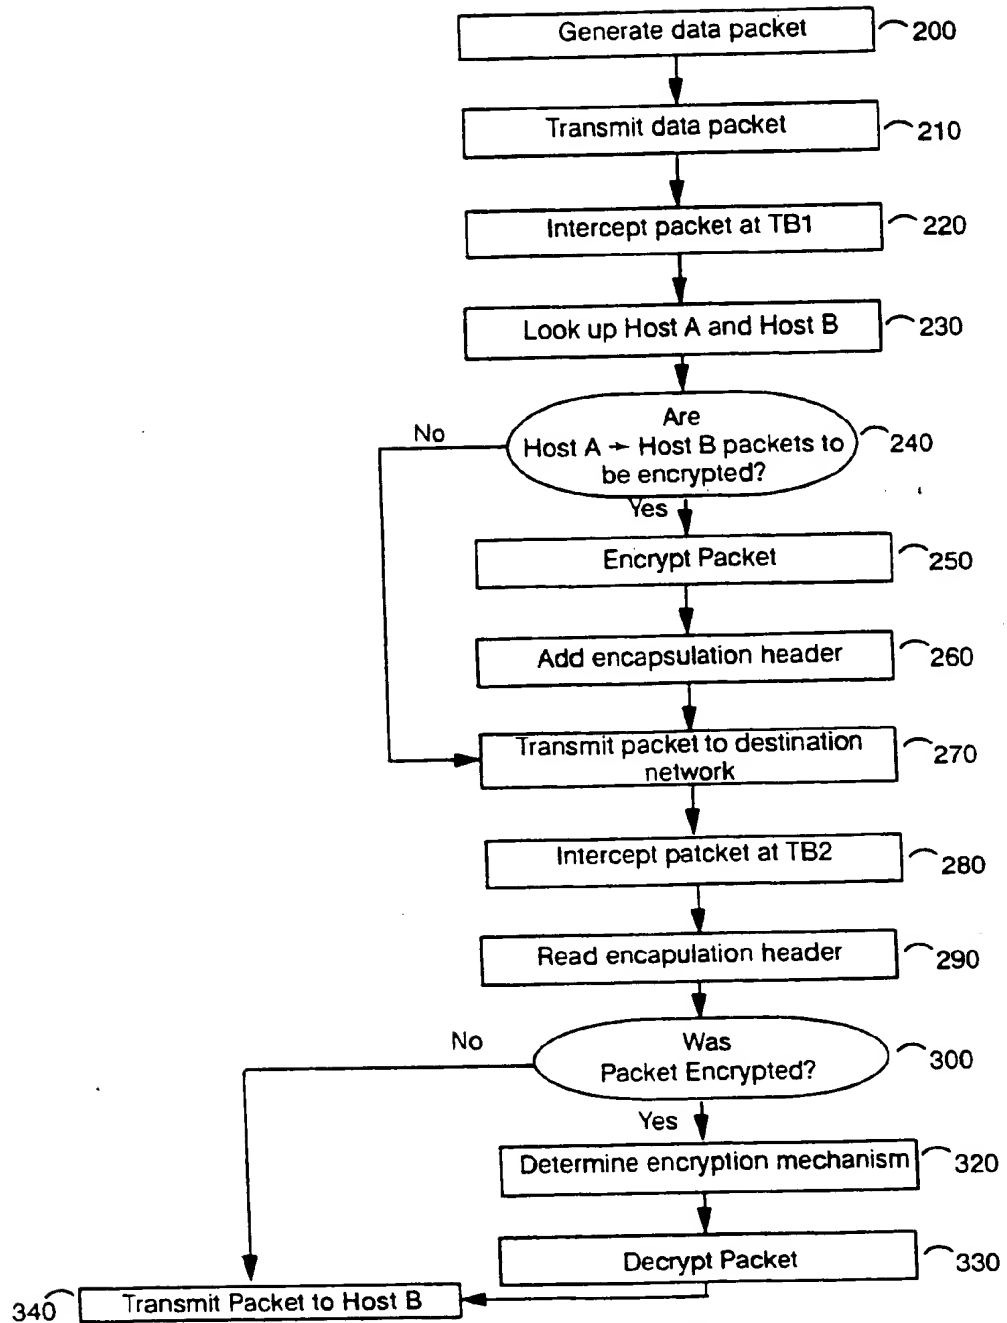 Generate data packet
200
Transmit data packet
210
Intercept packet at TB1
220
Look up Host A and Host B
230
Are
Host A → Host B packets to
be encrypted?
240
No
Yes
Encrypt Packet
250
Add encapsulation header
260
Transmit packet to destination
network
270
Intercept patcket at TB2
280
Read encapulation header
290
Was
Packet Encrypted?
300
No
Yes
Determine encryption mechanism
320
Decrypt Packet
330
340
Transmit Packet to Host B